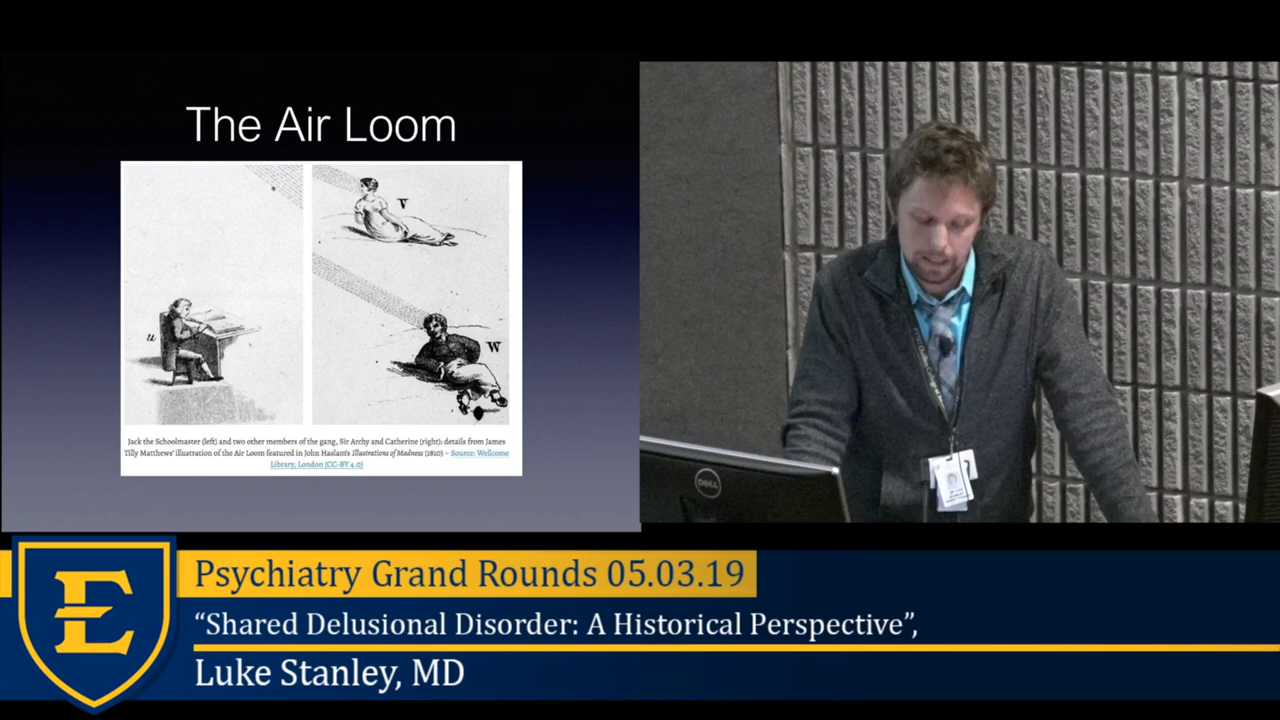 The Air Loom
V
u
W
Jack the Schoolmaster (left) and two other members of the gang, Sir Archy and Catherine (right): details from James
Tilly Matthews' illustration of the Air Loom featured in John Haslam's Illustrations of Madness (1810) – Source: Wellcome
Library, London (CC-BY 4.0)
DELL
E
Psychiatry Grand Rounds 05.03.19
“Shared Delusional Disorder: A Historical Perspective”,
Luke Stanley, MD